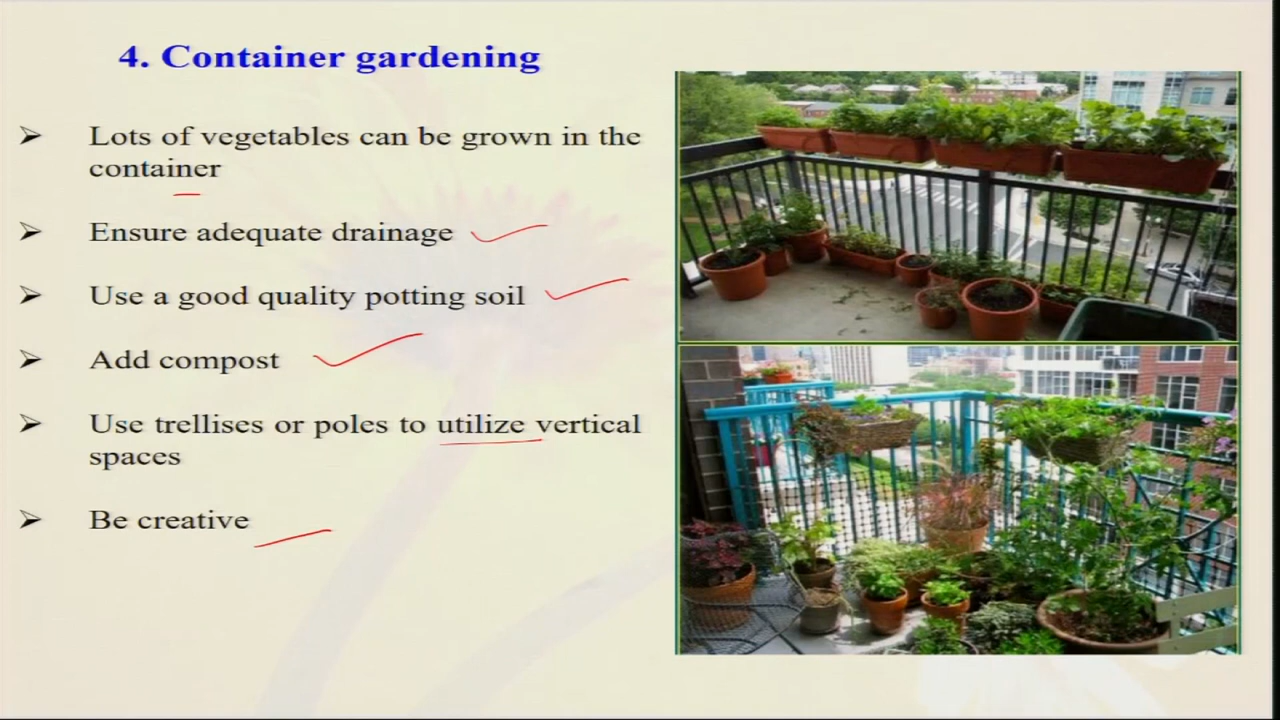 4. Container gardening
➢ Lots of vegetables can be grown in the
container
➢ Ensure adequate drainage
➢ Use a good quality potting soil
➢ Add compost
➢ Use trellises or poles to utilize vertical
spaces
➢ Be creative